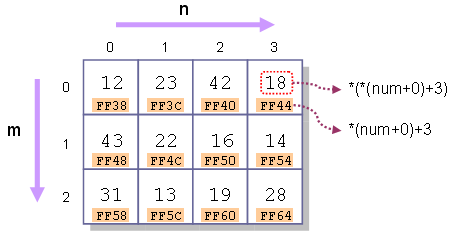 n
0 1 2 3
0 12 23 42 18 *(*(num+0)+3)
FF38 FF3C FF40 FF44
*(num+0)+3
m
1 43 22 16 14
FF48 FF4C FF50 FF54
2 31 13 19 28
FF58 FF5C FF60 FF64